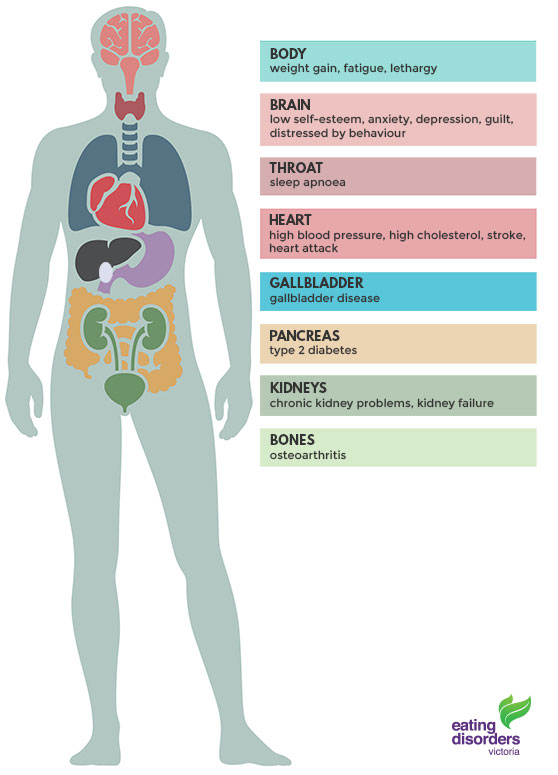 BODY
weight gain, fatigue, lethargy
BRAIN
low self-esteem, anxiety, depression, guilt,
distressed by behaviour
THROAT
sleep apnoea
HEART
high blood pressure, high cholesterol, stroke,
heart attack
GALLBLADDER
gallbladder disease
PANCREAS
type 2 diabetes
KIDNEYS
chronic kidney problems, kidney failure
BONES
osteoarthritis
eating
disorders
victoria